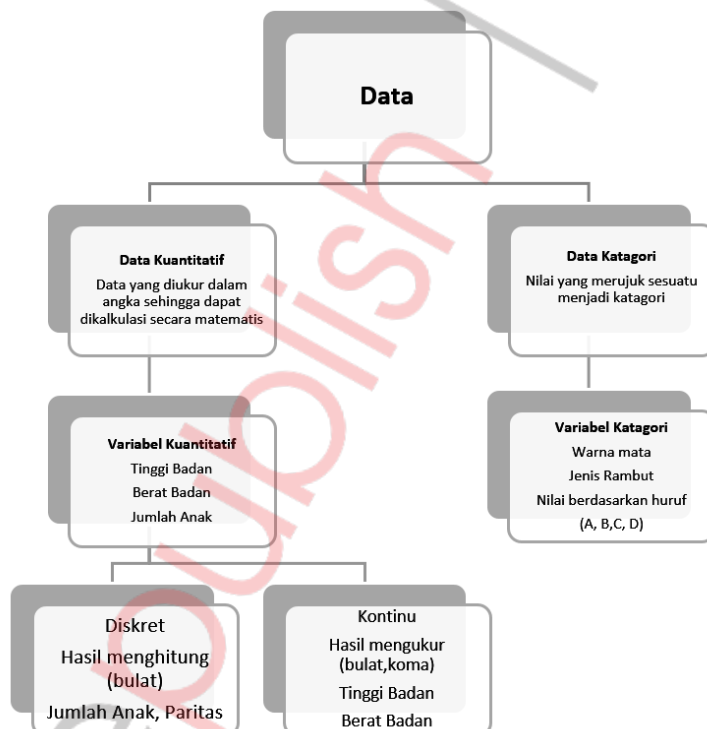 Data
Data Kuantitatif
Data yang diukur dalam
angka sehingga dapat
dikalkulasi secara matematis
Data Katagori
Nilai yang merujuk sesuatu
menjadi katagori
Variabel Kuantitatif
Tinggi Badan
Berat Badan
Jumlah Anak
Variabel Katagori
Warna mata
Jenis Rambut
Nilai berdasarkan huruf
(A, B,C, D)
Diskret
Hasil menghitung
(bulat)
Jumlah Anak, Paritas
Kontinu
Hasil mengukur
(bulat,koma)
Tinggi Badan
Berat Badan
publish